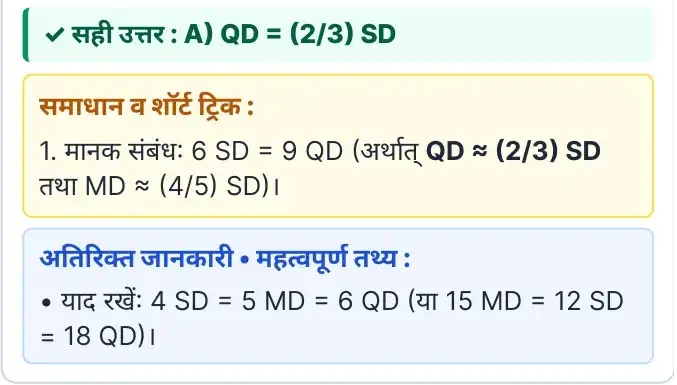 ✓ सही उत्तर : A) QD = (2/3) SD
समाधान व शॉर्ट ट्रिक :
1. मानक संबंधः 6 SD = 9 QD (अर्थात् QD ≈ (2/3) SD
तथा MD ≈ (4/5) SD)।
अतिरिक्त जानकारी • महत्वपूर्ण तथ्य :
• याद रखेंः 4 SD = 5 MD = 6 QD (या 15 MD = 12 SD
= 18 QD)।